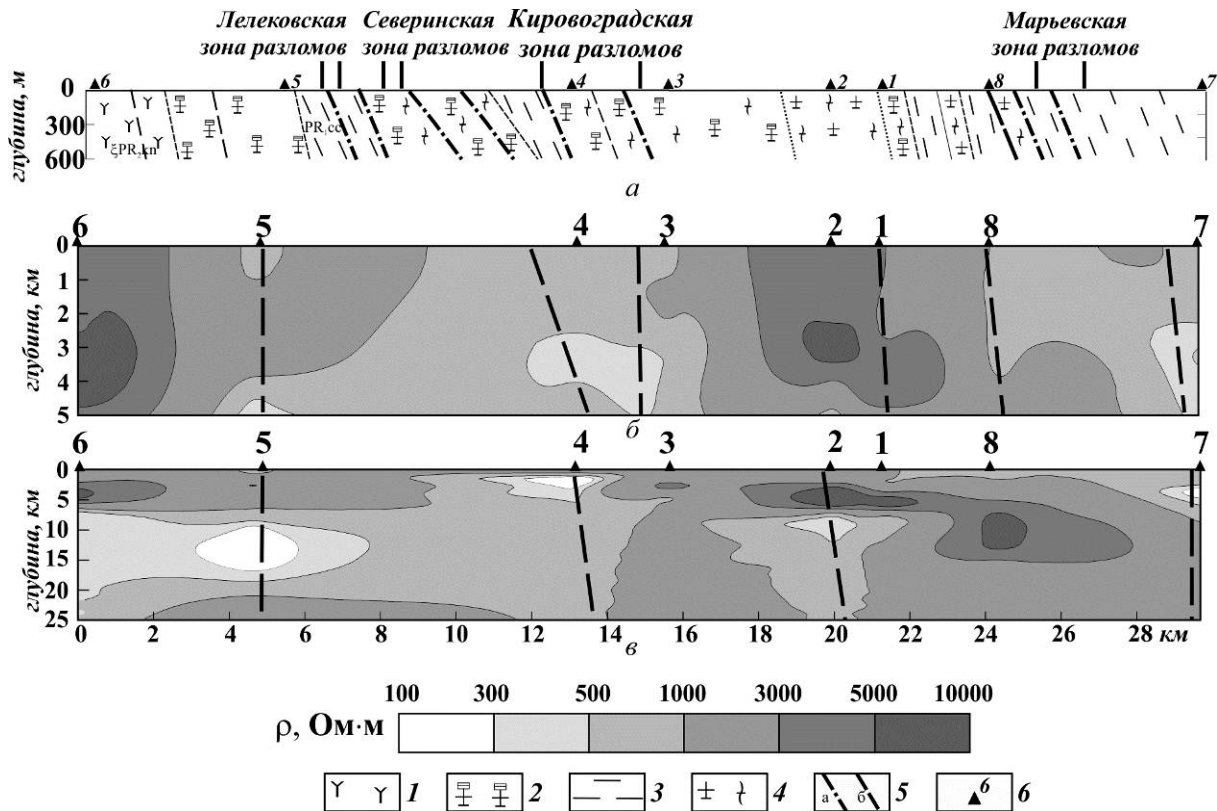 Лелековская зона разломов
Северинская зона разломов
Кировоградская зона разломов
Марьевская зона разломов
глубина, м
0
300
600
6 5 4 3 2 1 8 7
ξPR₁kn
PR₁cc
а
6 5 4 3 2 1 8 7
глубина, км
0
1
2
3
4
5
б
6 5 4 3 2 1 8 7
глубина, км
0
5
10
15
20
25
0 2 4 6 8 10 12 14 16 18 20 22 24 26 28 км
в
100 300 500 1000 3000 5000 10000
ρ, Ом·м
1 2 3 4 а б 5 6 6